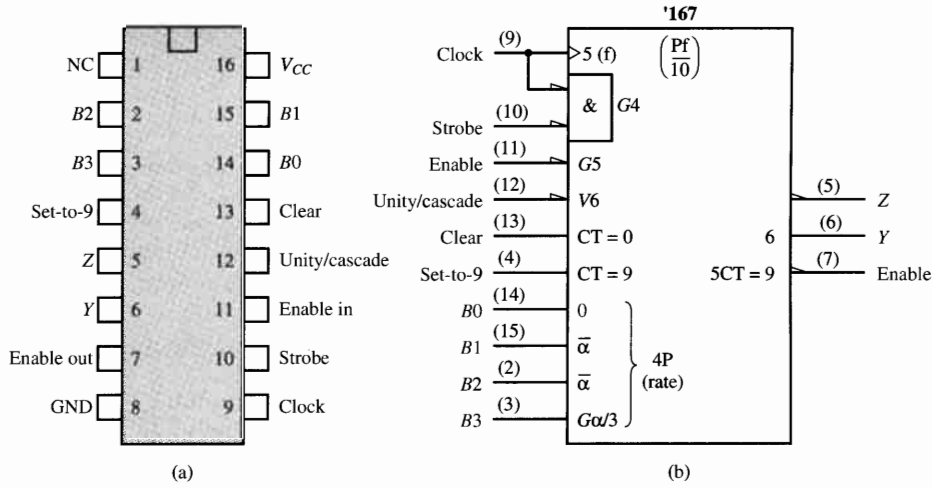 NC 1 16 VCC
B2 2 15 B1
B3 3 14 B0
Set-to-9 4 13 Clear
Z 5 12 Unity/cascade
Y 6 11 Enable in
Enable out 7 10 Strobe
GND 8 9 Clock
(a)
'167
Clock (9) 5 (f) (Pf/10)
& G4
Strobe (10)
Enable (11) G5
Unity/cascade (12) V6 (5) Z
Clear (13) CT = 0 6 (6) Y
Set-to-9 (4) CT = 9 5CT = 9 (7) Enable
B0 (14) 0
B1 (15) α̅
B2 (2) α̅
B3 (3) Gα/3
4P
(rate)
(b)